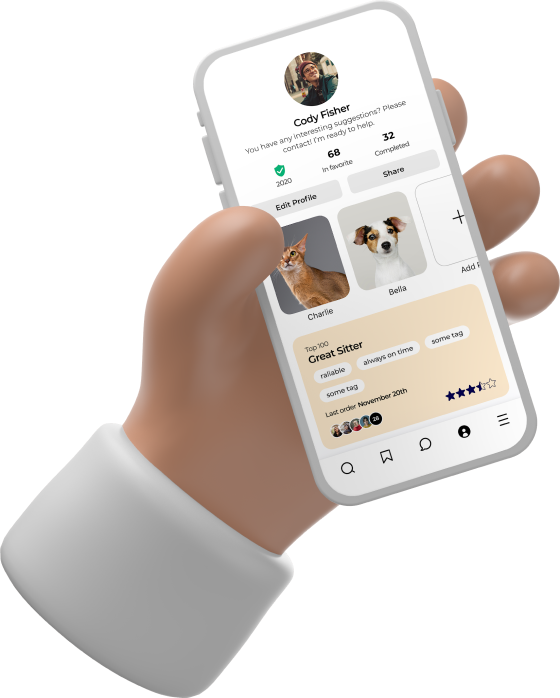 Cody Fisher
You have any interesting suggestions? Please
contact! I'm ready to help.
2020
68
In favorite
32
Completed
Edit Profile
Share
Charlie
Bella
Add
Top 100
Great Sitter
raliable
always on time
some tag
some tag
Last order November 20th